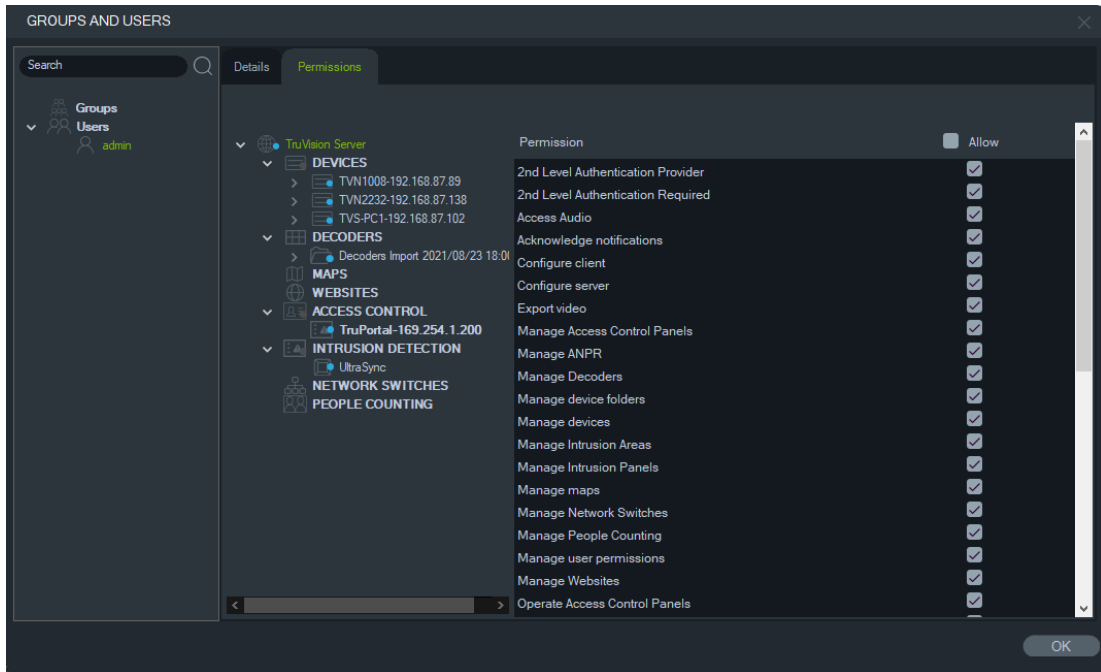 GROUPS AND USERS
Search
Groups
Users
admin
Details
Permissions
TruVision Server
DEVICES
TVN1008-192.168.87.89
TVN2232-192.168.87.138
TVS-PC1-192.168.87.102
DECODERS
Decoders Import 2021/08/23 18:0
MAPS
WEBSITES
ACCESS CONTROL
TruPortal-169.254.1.200
INTRUSION DETECTION
UltraSync
NETWORK SWITCHES
PEOPLE COUNTING
Permission
Allow
2nd Level Authentication Provider
2nd Level Authentication Required
Access Audio
Acknowledge notifications
Configure client
Configure server
Export video
Manage Access Control Panels
Manage ANPR
Manage Decoders
Manage device folders
Manage devices
Manage Intrusion Areas
Manage Intrusion Panels
Manage maps
Manage Network Switches
Manage People Counting
Manage user permissions
Manage Websites
Operate Access Control Panels
OK